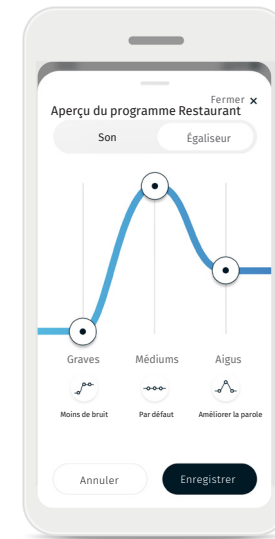 Fermer ×
Aperçu du programme Restaurant
Son Égaliseur
Graves Médiums Aigus
Moins de bruit Par défaut Améliorer la parole
Annuler Enregistrer